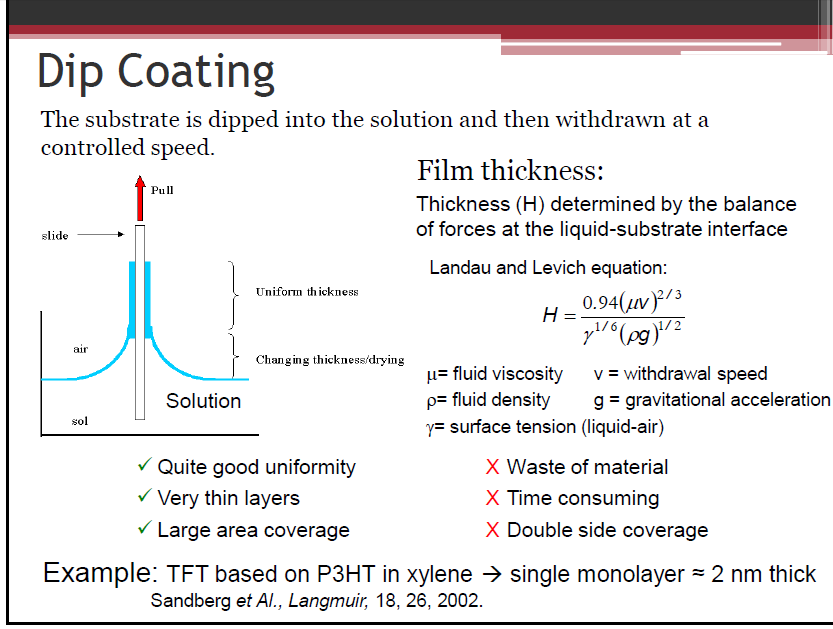 Dip Coating
The substrate is dipped into the solution and then withdrawn at a
controlled speed.
Pull
slide
Uniform thickness
air
Changing thickness/drying
Solution
sol
Film thickness:
Thickness (H) determined by the balance
of forces at the liquid-substrate interface
Landau and Levich equation:
H = 0.94(μv)^2/3 / γ^1/6(ρg)^1/2
μ= fluid viscosity v = withdrawal speed
ρ= fluid density g = gravitational acceleration
γ= surface tension (liquid-air)
✓ Quite good uniformity
✓ Very thin layers
✓ Large area coverage
X Waste of material
X Time consuming
X Double side coverage
Example: TFT based on P3HT in xylene → single monolayer ≈ 2 nm thick
Sandberg et Al., Langmuir, 18, 26, 2002.